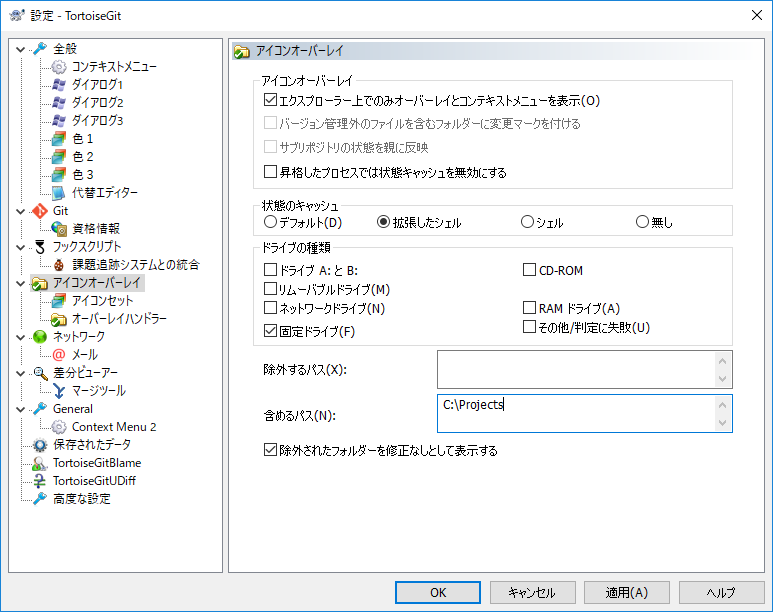 設定 - TortoiseGit
全般
コンテキストメニュー
ダイアログ1
ダイアログ2
ダイアログ3
色 1
色 2
色 3
代替エディター
Git
資格情報
フックスクリプト
課題追跡システムとの統合
アイコンオーバーレイ
アイコンセット
オーバーレイハンドラー
ネットワーク
メール
差分ビューアー
マージツール
General
Context Menu 2
保存されたデータ
TortoiseGitBlame
TortoiseGitUDiff
高度な設定
アイコンオーバーレイ
アイコンオーバーレイ
エクスプローラー上でのみオーバーレイとコンテキストメニューを表示(O)
バージョン管理外のファイルを含むフォルダーに変更マークを付ける
サブリポジトリの状態を親に反映
昇格したプロセスでは状態キャッシュを無効にする
状態のキャッシュ
デフォルト(D) 拡張したシェル シェル 無し
ドライブの種類
ドライブ A: と B: CD-ROM
リムーバブルドライブ(M)
ネットワークドライブ(N) RAM ドライブ(A)
固定ドライブ(F) その他/判定に失敗(U)
除外するパス(X):
含めるパス(N): C:\Projects
除外されたフォルダーを修正なしとして表示する
OK キャンセル 適用(A) ヘルプ